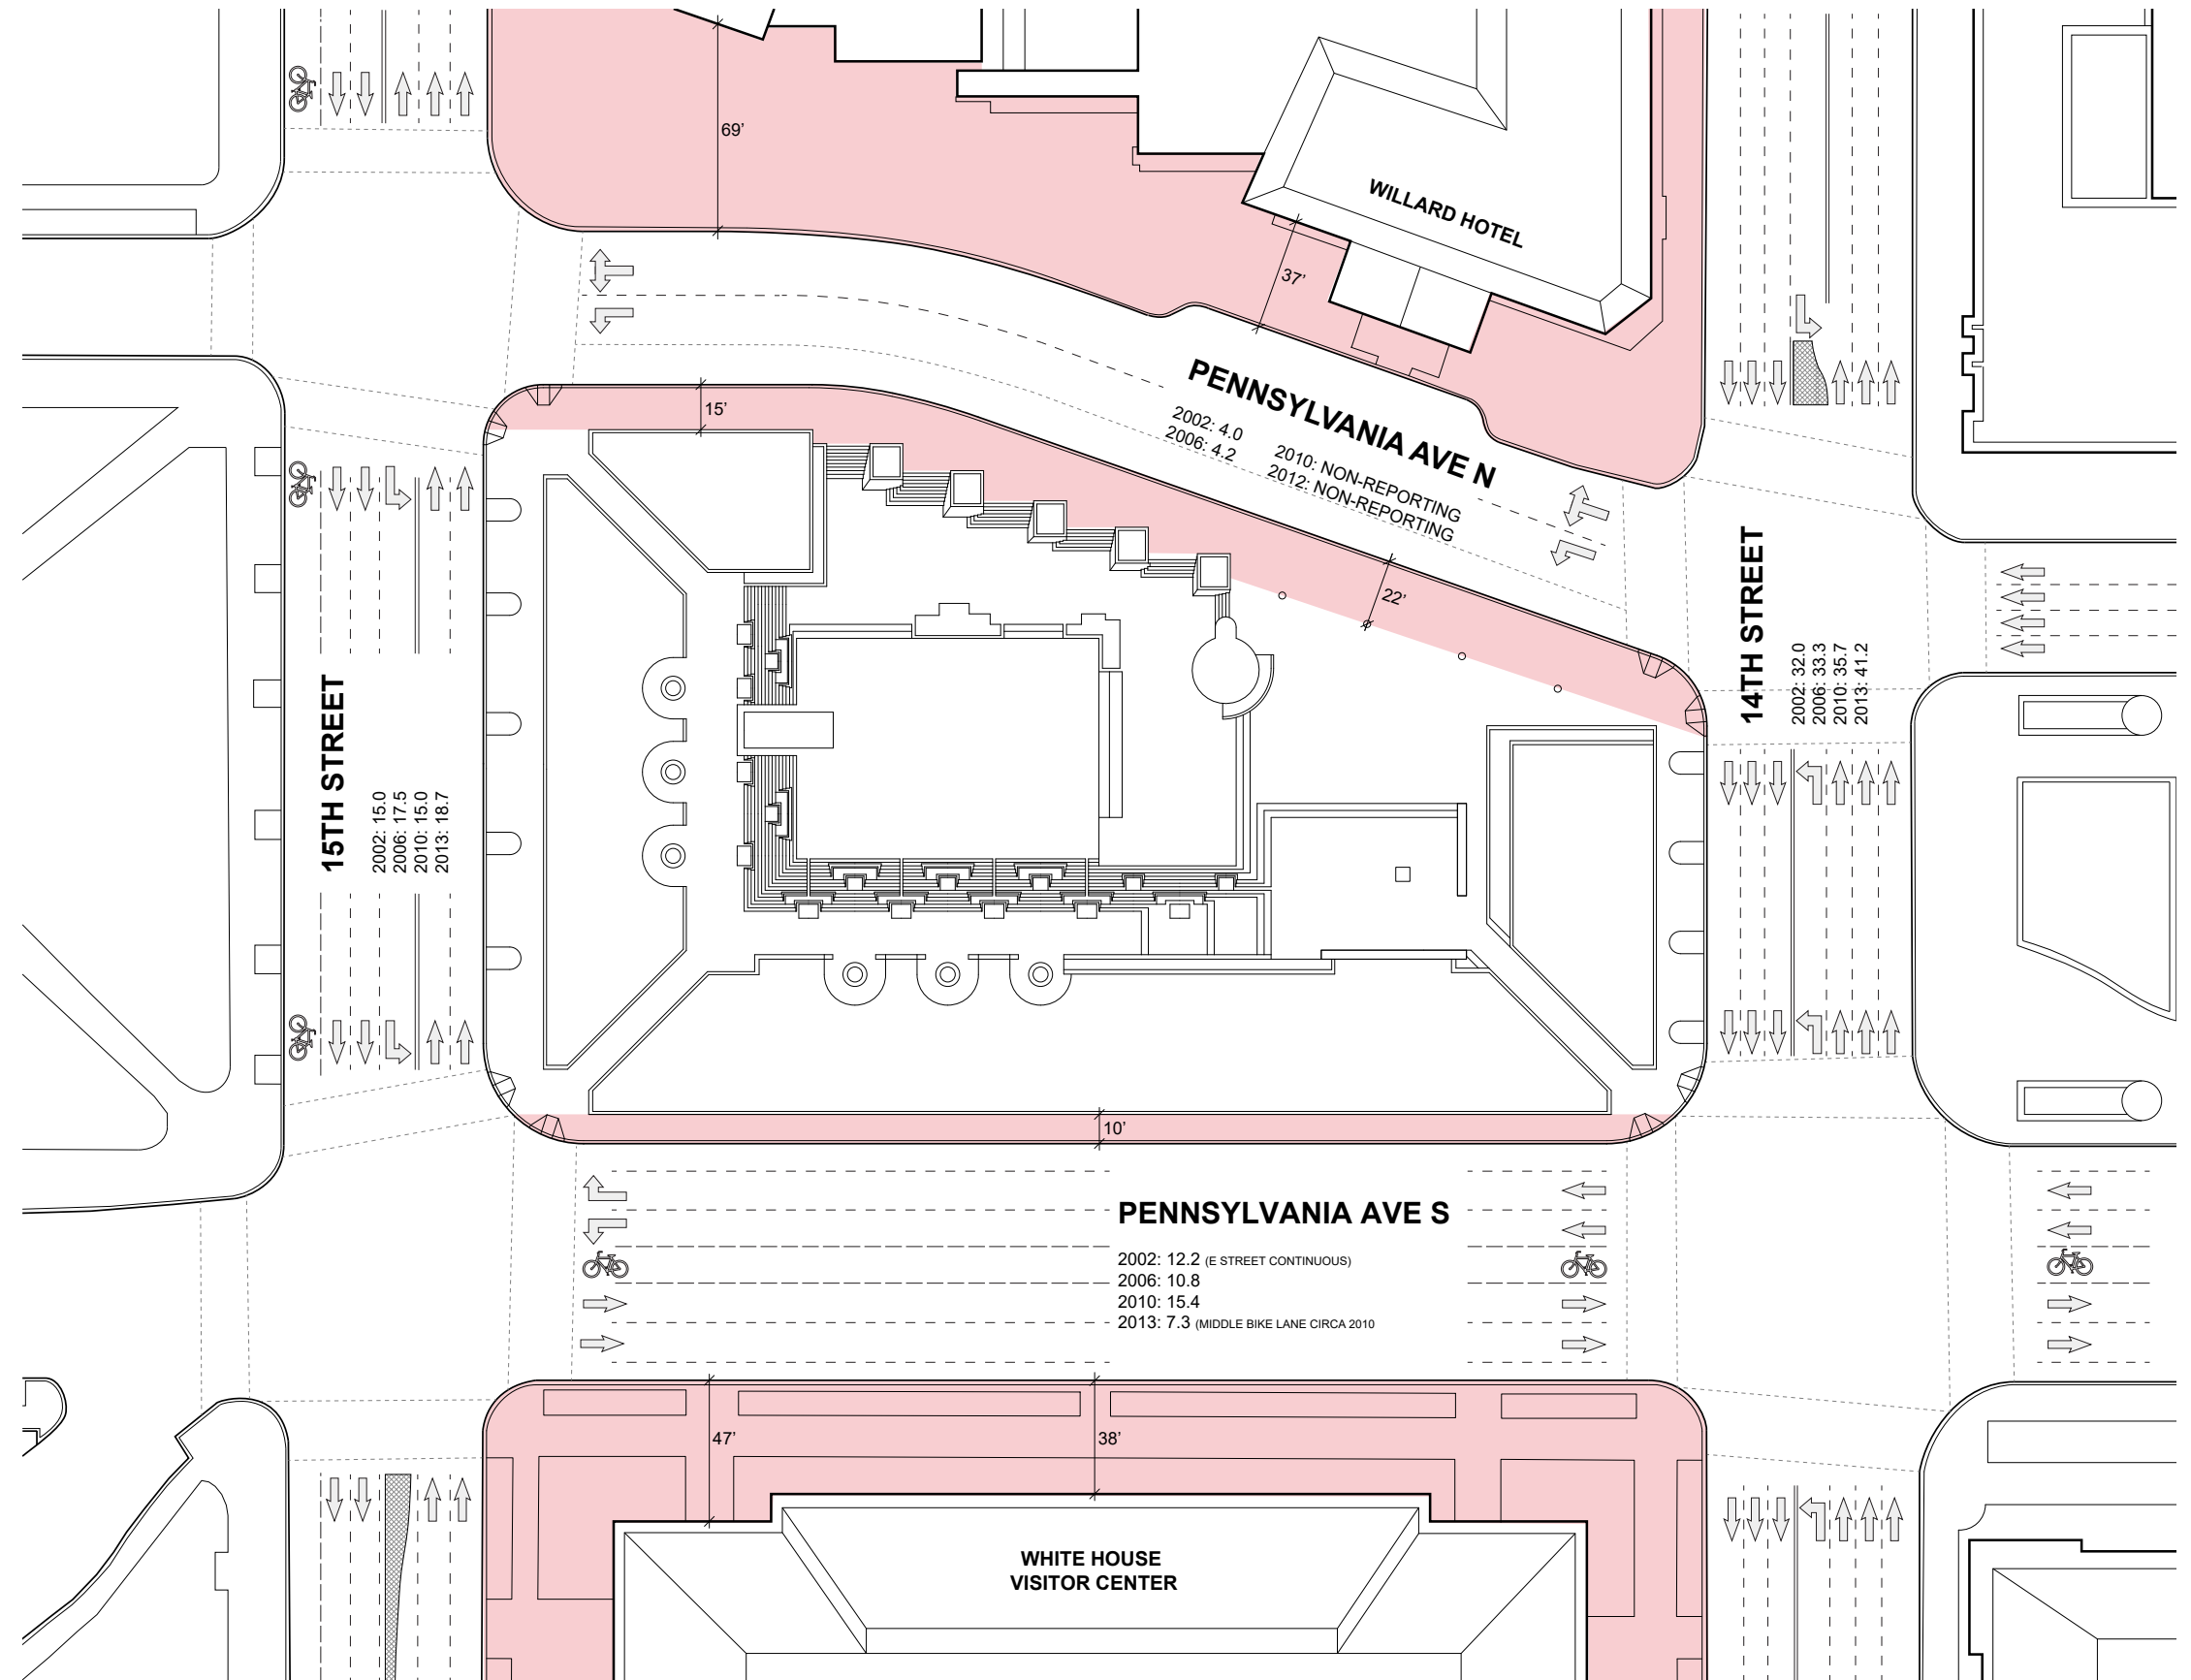 69’
WILLARD HOTEL
37’
PENNSYLVANIA AVE N
2002: 4.0
2006: 4.2
2010: NON-REPORTING
2012: NON-REPORTING
15’
22’
14TH STREET
2002: 32.0
2006: 33.3
2010: 35.7
2013: 41.2
15TH STREET
2002: 15.0
2006: 17.5
2010: 15.0
2013: 18.7
10’
PENNSYLVANIA AVE S
2002: 12.2 (E STREET CONTINUOUS)
2006: 10.8
2010: 15.4
2013: 7.3 (MIDDLE BIKE LANE CIRCA 2010
47’
38’
WHITE HOUSE
VISITOR CENTER